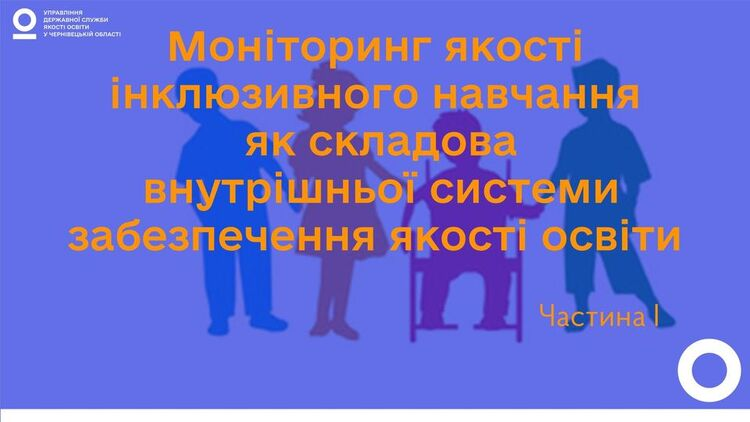 УПРАВЛІННЯ
ДЕРЖАВНОЇ СЛУЖБИ
ЯКОСТІ ОСВІТИ
У ЧЕРНІВЕЦЬКІЙ ОБЛАСТІ
Моніторинг якості
інклюзивного навчання
як складова
внутрішньої системи
забезпечення якості освіти
Частина І